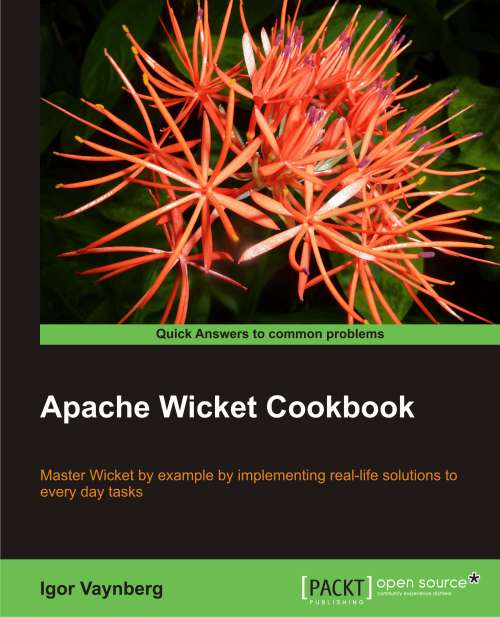 Quick Answers to common problems
Apache Wicket Cookbook
Master Wicket by example by implementing real-life solutions to
every day tasks
Igor Vaynberg
[PACKT]
PUBLISHING
open source*
community experience distilled